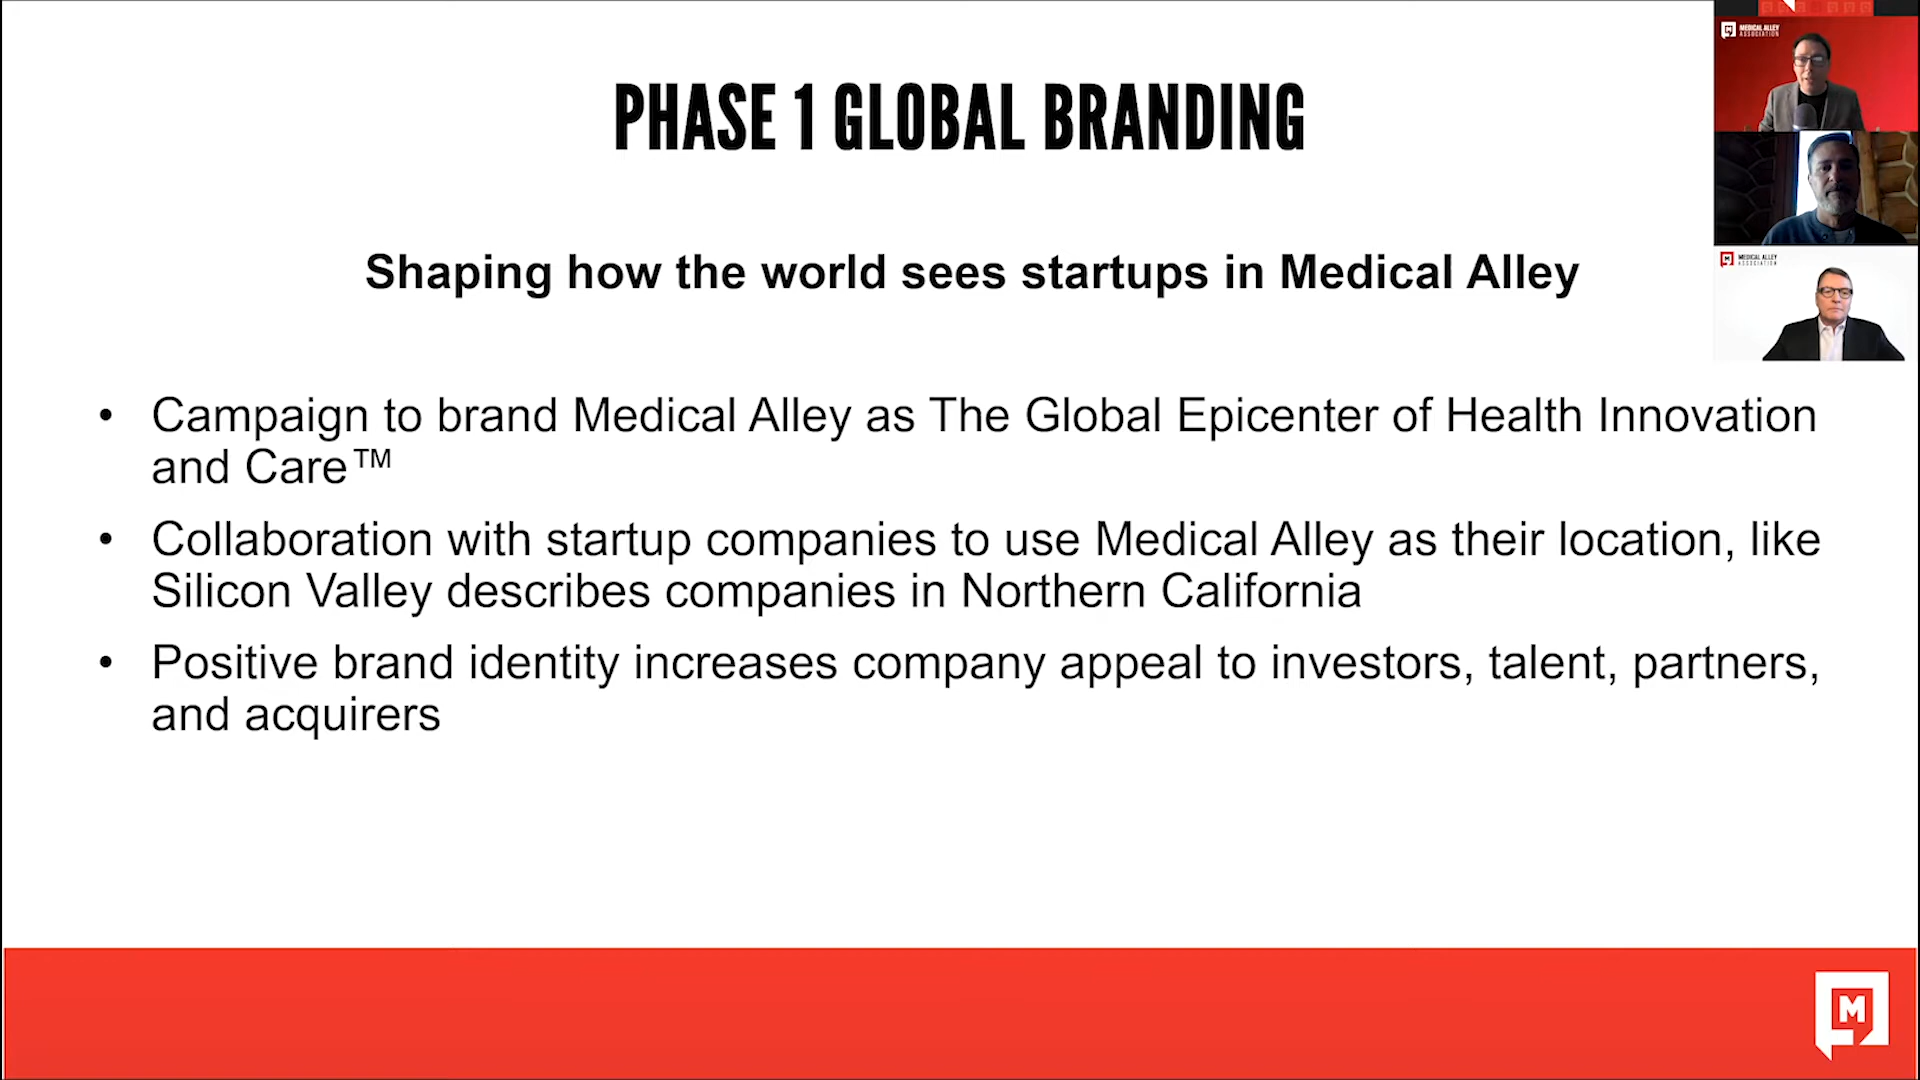 PHASE 1 GLOBAL BRANDING
MEDICAL ALLEY
ASSOCIATION
Shaping how the world sees startups in Medical Alley
MEDICAL ALLEY
ASSOCIATION
• Campaign to brand Medical Alley as The Global Epicenter of Health Innovation
and Care™
• Collaboration with startup companies to use Medical Alley as their location, like
Silicon Valley describes companies in Northern California
• Positive brand identity increases company appeal to investors, talent, partners,
and acquirers
M